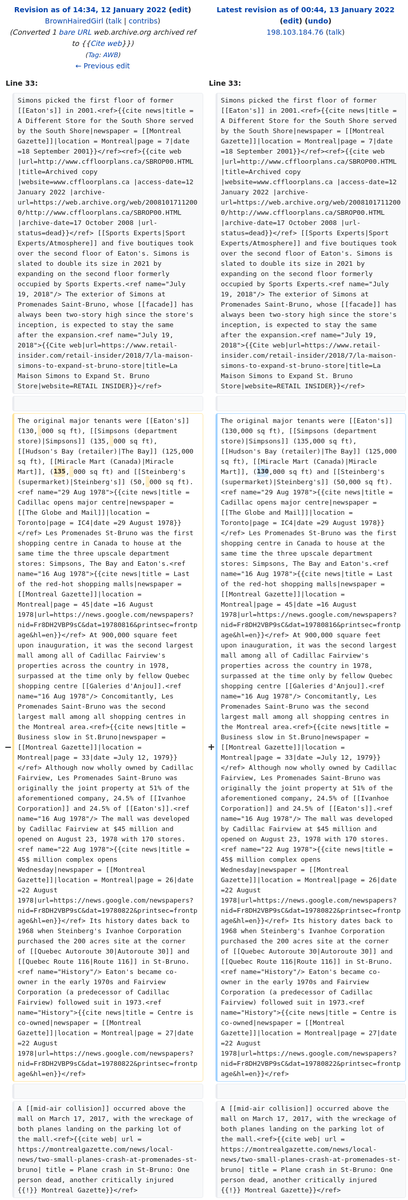 Revision as of 14:34, 12 January 2022 (edit)
BrownHairedGirl (talk | contribs)
(Converted 1 bare URL web.archive.org archived ref
to {{Cite web}})
(Tag: AWB)
← Previous edit
Latest revision as of 00:44, 13 January 2022
(edit) (undo)
198.103.184.76 (talk)
Line 33:
Line 33:
Simons picked the first floor of former
[[Eaton's]] in 2001.<ref>{{cite news|title =
A Different Store for the South Shore served
by the South Shore|newspaper = [[Montreal
Gazette]]|location = Montreal|page = 7|date
=18 September 2001}}</ref><ref>{{cite web
|url=http://www.cffloorplans.ca/SBROP00.HTML
|title=Archived copy
|website=www.cffloorplans.ca |access-date=12
January 2022 |archive-
url=https://web.archive.org/web/2008101711200
0/http://www.cffloorplans.ca/SBROP00.HTML
|archive-date=17 October 2008 |url-
status=dead}}</ref> [[Sports Experts|Sport
Experts/Atmosphere]] and five boutiques took
over the second floor of Eaton's. Simons is
slated to double its size in 2021 by
expanding on the second floor formerly
occupied by Sports Experts.<ref name="July
19, 2018"/> The exterior of Simons at
Promenades Saint-Bruno, whose [[facade]] has
always been two-story high since the store's
inception, is expected to stay the same
after the expansion.<ref name="July 19,
2018">{{Cite web|url=https://www.retail-
insider.com/retail-insider/2018/7/la-maison-
simons-to-expand-st-bruno-store|title=La
Maison Simons to Expand St. Bruno
Store|website=RETAIL INSIDER}}</ref>
Simons picked the first floor of former
[[Eaton's]] in 2001.<ref>{{cite news|title =
A Different Store for the South Shore served
by the South Shore|newspaper = [[Montreal
Gazette]]|location = Montreal|page = 7|date
=18 September 2001}}</ref><ref>{{cite web
|url=http://www.cffloorplans.ca/SBROP00.HTML
|title=Archived copy
|website=www.cffloorplans.ca |access-date=12
January 2022 |archive-
url=https://web.archive.org/web/2008101711200
0/http://www.cffloorplans.ca/SBROP00.HTML
|archive-date=17 October 2008 |url-
status=dead}}</ref> [[Sports Experts|Sport
Experts/Atmosphere]] and five boutiques took
over the second floor of Eaton's. Simons is
slated to double its size in 2021 by
expanding on the second floor formerly
occupied by Sports Experts.<ref name="July
19, 2018"/> The exterior of Simons at
Promenades Saint-Bruno, whose [[facade]] has
always been two-story high since the store's
inception, is expected to stay the same
after the expansion.<ref name="July 19,
2018">{{Cite web|url=https://www.retail-
insider.com/retail-insider/2018/7/la-maison-
simons-to-expand-st-bruno-store|title=La
Maison Simons to Expand St. Bruno
Store|website=RETAIL INSIDER}}</ref>
−
The original major tenants were [[Eaton's]]
(130, 000 sq ft), [[Simpsons (department
store)|Simpsons]] (135, 000 sq ft),
[[Hudson's Bay (retailer)|The Bay]] (125,000
sq ft), [[Miracle Mart (Canada)|Miracle
Mart]], (135, 000 sq ft) and [[Steinberg's
(supermarket)|Steinberg's]] (50, 000 sq ft).
<ref name="29 Aug 1978">{{cite news|title =
Cadillac opens major centre|newspaper =
[[The Globe and Mail]]|location =
Toronto|page = IC4|date =29 August 1978}}
</ref> Les Promenades St-Bruno was the first
shopping centre in Canada to house at the
same time the three upscale department
stores: Simpsons, The Bay and Eaton's.<ref
name="16 Aug 1978">{{cite news|title = Last
of the red-hot shopping malls|newspaper =
[[Montreal Gazette]]|location =
Montreal|page = 45|date =16 August
1978|url=https://news.google.com/newspapers?
nid=Fr8DH2VBP9sC&dat=19780816&printsec=frontp
age&hl=en}}</ref> At 900,000 square feet
upon inauguration, it was the second largest
mall among all of Cadillac Fairview's
properties across the country in 1978,
surpassed at the time only by fellow Quebec
shopping centre [[Galeries d'Anjou]].<ref
name="16 Aug 1978"/> Concomitantly, Les
Promenades Saint-Bruno was the second
largest mall among all shopping centres in
the Montreal area.<ref>{{cite news|title =
Business slow in St.Bruno|newspaper =
[[Montreal Gazette]]|location =
Montreal|page = 33|date =July 12, 1979}}
</ref> Although now wholly owned by Cadillac
Fairview, Les Promenades Saint-Bruno was
originally the joint property at 51% of the
aforementioned company, 24.5% of [[Ivanhoe
Corporation]] and 24.5% of [[Eaton's]].<ref
name="16 Aug 1978"/> The mall was developed
by Cadillac Fairview at $45 million and
opened on August 23, 1978 with 170 stores.
<ref name="22 Aug 1978">{{cite news|title =
45$ million complex opens
Wednesday|newspaper = [[Montreal
Gazette]]|location = Montreal|page = 26|date
=22 August
1978|url=https://news.google.com/newspapers?
nid=Fr8DH2VBP9sC&dat=19780822&printsec=frontp
age&hl=en}}</ref> Its history dates back to
1968 when Steinberg's Ivanhoe Corporation
purchased the 200 acres site at the corner
of [[Quebec Autoroute 30|Autoroute 30]] and
[[Quebec Route 116|Route 116]] in St-Bruno.
<ref name="History"/> Eaton's became co-
owner in the early 1970s and Fairview
Corporation (a predecessor of Cadillac
Fairview) followed suit in 1973.<ref
name="History">{{cite news|title = Centre is
co-owned|newspaper = [[Montreal
Gazette]]|location = Montreal|page = 27|date
=22 August
1978|url=https://news.google.com/newspapers?
nid=Fr8DH2VBP9sC&dat=19780822&printsec=frontp
age&hl=en}}</ref>
+
The original major tenants were [[Eaton's]]
(130,000 sq ft), [[Simpsons (department
store)|Simpsons]] (135,000 sq ft),
[[Hudson's Bay (retailer)|The Bay]] (125,000
sq ft), [[Miracle Mart (Canada)|Miracle
Mart]], (130,000 sq ft) and [[Steinberg's
(supermarket)|Steinberg's]] (50,000 sq ft).
<ref name="29 Aug 1978">{{cite news|title =
Cadillac opens major centre|newspaper =
[[The Globe and Mail]]|location =
Toronto|page = IC4|date =29 August 1978}}
</ref> Les Promenades St-Bruno was the first
shopping centre in Canada to house at the
same time the three upscale department
stores: Simpsons, The Bay and Eaton's.<ref
name="16 Aug 1978">{{cite news|title = Last
of the red-hot shopping malls|newspaper =
[[Montreal Gazette]]|location =
Montreal|page = 45|date =16 August
1978|url=https://news.google.com/newspapers?
nid=Fr8DH2VBP9sC&dat=19780816&printsec=frontp
age&hl=en}}</ref> At 900,000 square feet
upon inauguration, it was the second largest
mall among all of Cadillac Fairview's
properties across the country in 1978,
surpassed at the time only by fellow Quebec
shopping centre [[Galeries d'Anjou]].<ref
name="16 Aug 1978"/> Concomitantly, Les
Promenades Saint-Bruno was the second
largest mall among all shopping centres in
the Montreal area.<ref>{{cite news|title =
Business slow in St.Bruno|newspaper =
[[Montreal Gazette]]|location =
Montreal|page = 33|date =July 12, 1979}}
</ref> Although now wholly owned by Cadillac
Fairview, Les Promenades Saint-Bruno was
originally the joint property at 51% of the
aforementioned company, 24.5% of [[Ivanhoe
Corporation]] and 24.5% of [[Eaton's]].<ref
name="16 Aug 1978"/> The mall was developed
by Cadillac Fairview at $45 million and
opened on August 23, 1978 with 170 stores.
<ref name="22 Aug 1978">{{cite news|title =
45$ million complex opens
Wednesday|newspaper = [[Montreal
Gazette]]|location = Montreal|page = 26|date
=22 August
1978|url=https://news.google.com/newspapers?
nid=Fr8DH2VBP9sC&dat=19780822&printsec=frontp
age&hl=en}}</ref> Its history dates back to
1968 when Steinberg's Ivanhoe Corporation
purchased the 200 acres site at the corner
of [[Quebec Autoroute 30|Autoroute 30]] and
[[Quebec Route 116|Route 116]] in St-Bruno.
<ref name="History"/> Eaton's became co-
owner in the early 1970s and Fairview
Corporation (a predecessor of Cadillac
Fairview) followed suit in 1973.<ref
name="History">{{cite news|title = Centre is
co-owned|newspaper = [[Montreal
Gazette]]|location = Montreal|page = 27|date
=22 August
1978|url=https://news.google.com/newspapers?
nid=Fr8DH2VBP9sC&dat=19780822&printsec=frontp
age&hl=en}}</ref>
A [[mid-air collision]] occurred above the
mall on March 17, 2017, with the wreckage of
both planes landing on the parking lot of
the mall.<ref>{{cite web| url =
https://montrealgazette.com/news/local-
news/two-small-planes-crash-at-promenades-st-
bruno| title = Plane crash in St-Bruno: One
person dead, another critically injured
{{!}} Montreal Gazette}}</ref>
A [[mid-air collision]] occurred above the
mall on March 17, 2017, with the wreckage of
both planes landing on the parking lot of
the mall.<ref>{{cite web| url =
https://montrealgazette.com/news/local-
news/two-small-planes-crash-at-promenades-st-
bruno| title = Plane crash in St-Bruno: One
person dead, another critically injured
{{!}} Montreal Gazette}}</ref>